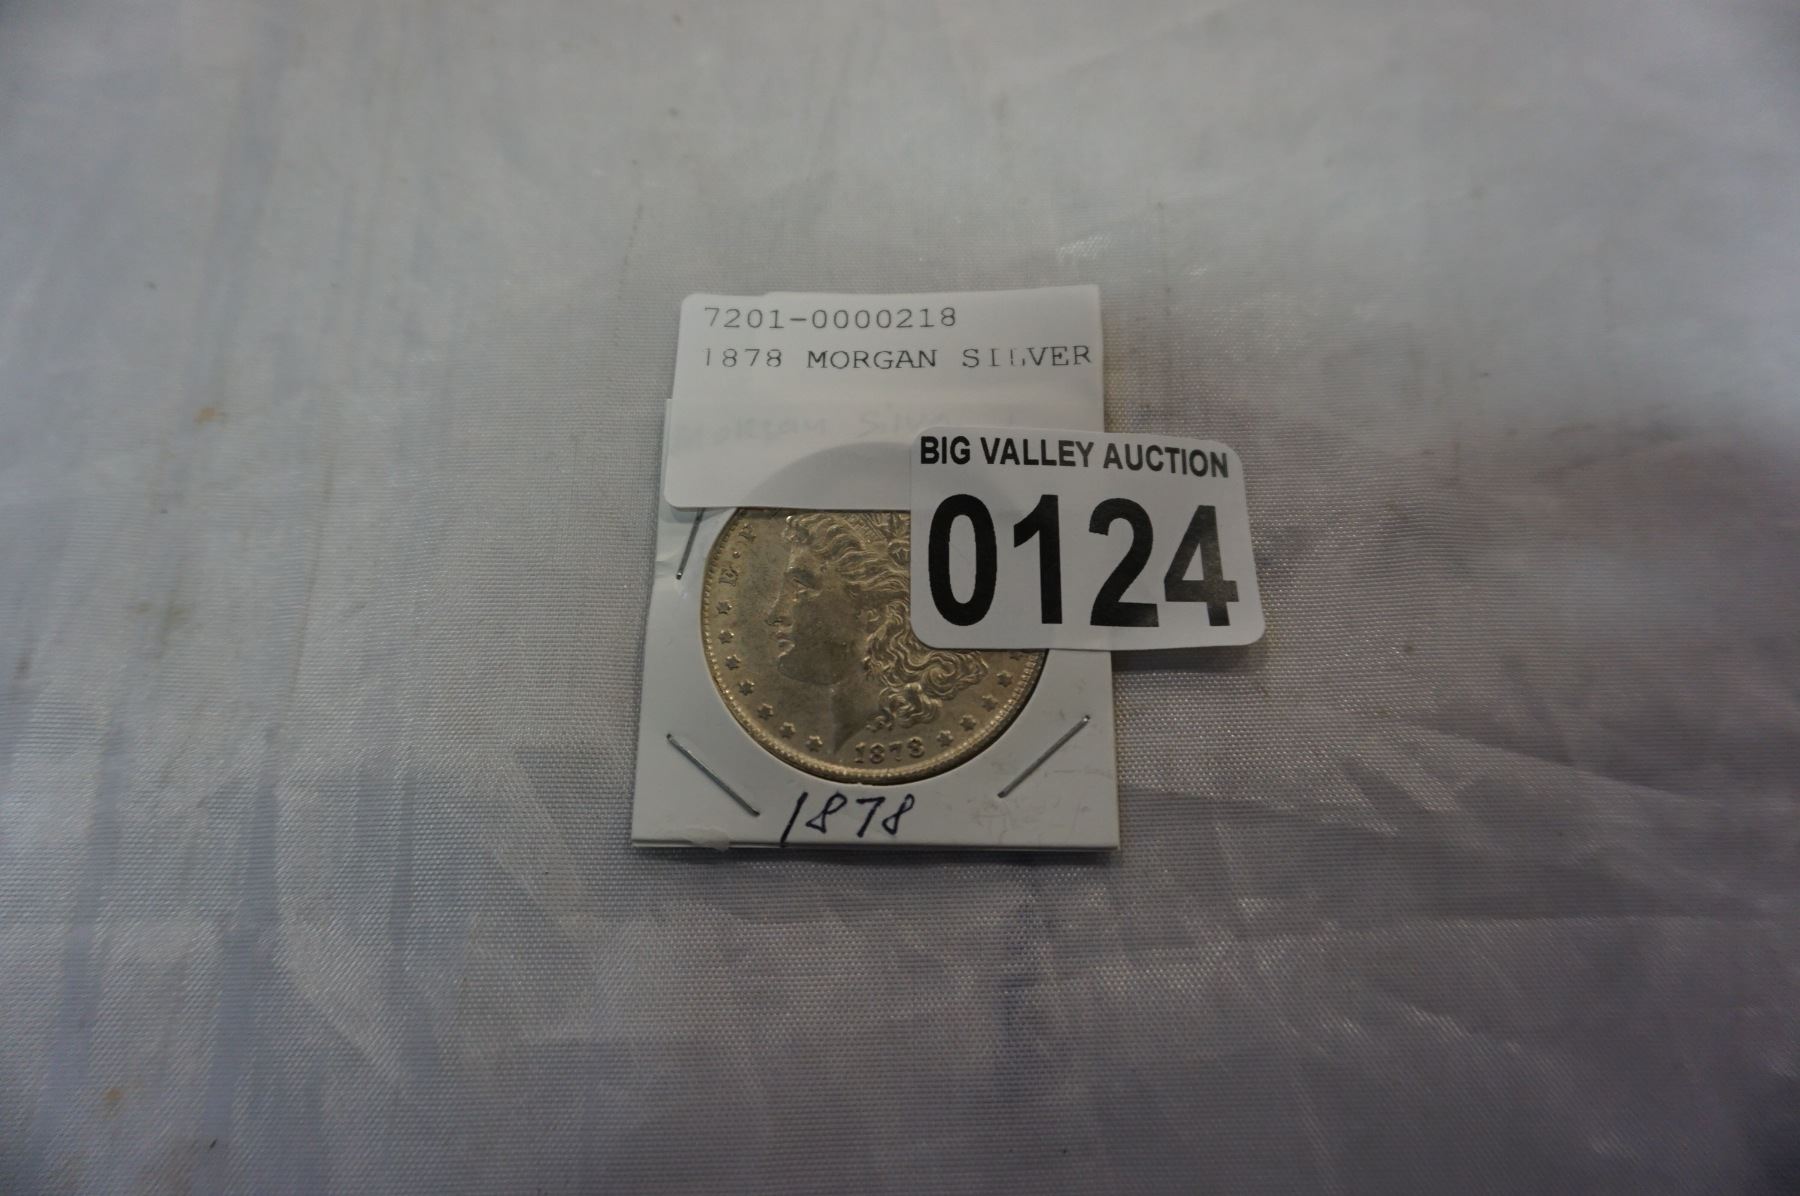 7201-0000218
1878 MORGAN SILVER
BIG VALLEY AUCTION
0124
E·P
1878
1878